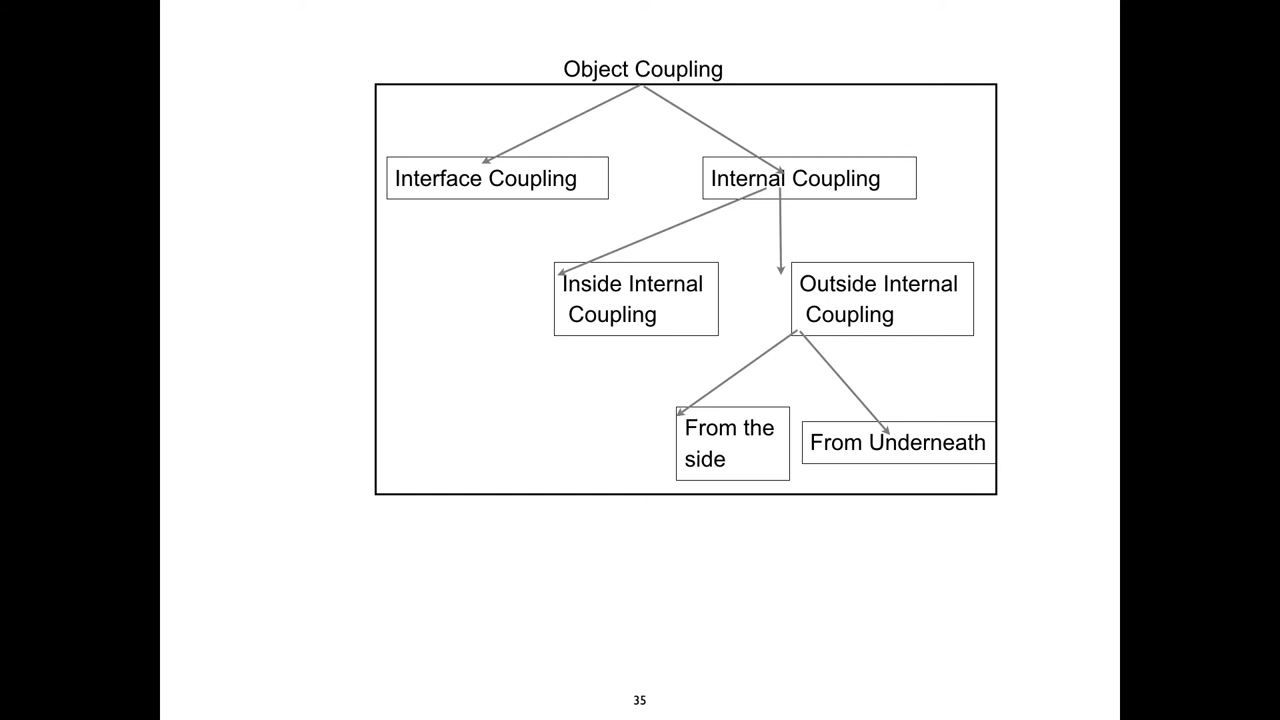 Object Coupling
Interface Coupling
Internal Coupling
Inside Internal
Coupling
Outside Internal
Coupling
From the
side
From Underneath
35